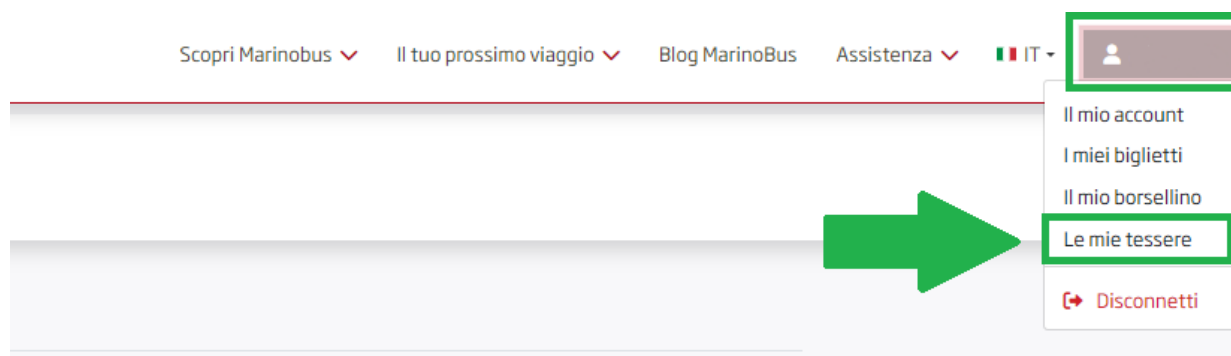 Scopri Marinobus Il tuo prossimo viaggio Blog MarinoBus Assistenza IT
Il mio account
I miei biglietti
Il mio borsellino
Le mie tessere
Disconnetti